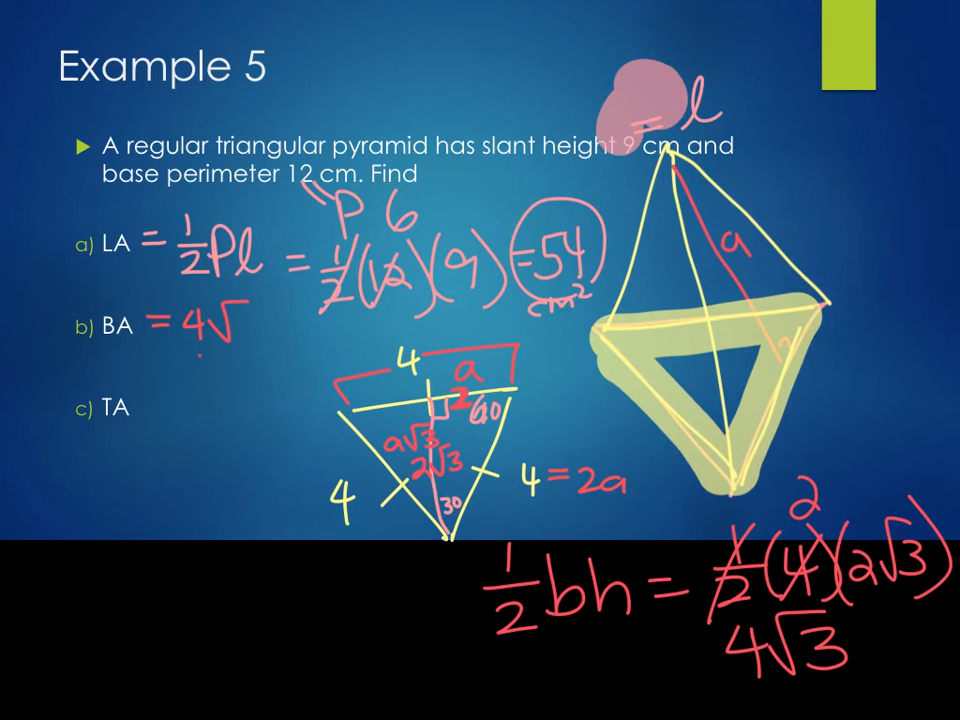 Example 5
= l
A regular triangular pyramid has slant height 9 cm and
base perimeter 12 cm. Find
P 6
a) LA = 1/2 Pl = 1/2 (12)(9) = 54
cm²
9
b) BA = 4√
4
a
2 60
a√3
2√3
c) TA
4
4 = 2a
30
2
1/2 bh = 1/2 (4)(2√3)
4√3